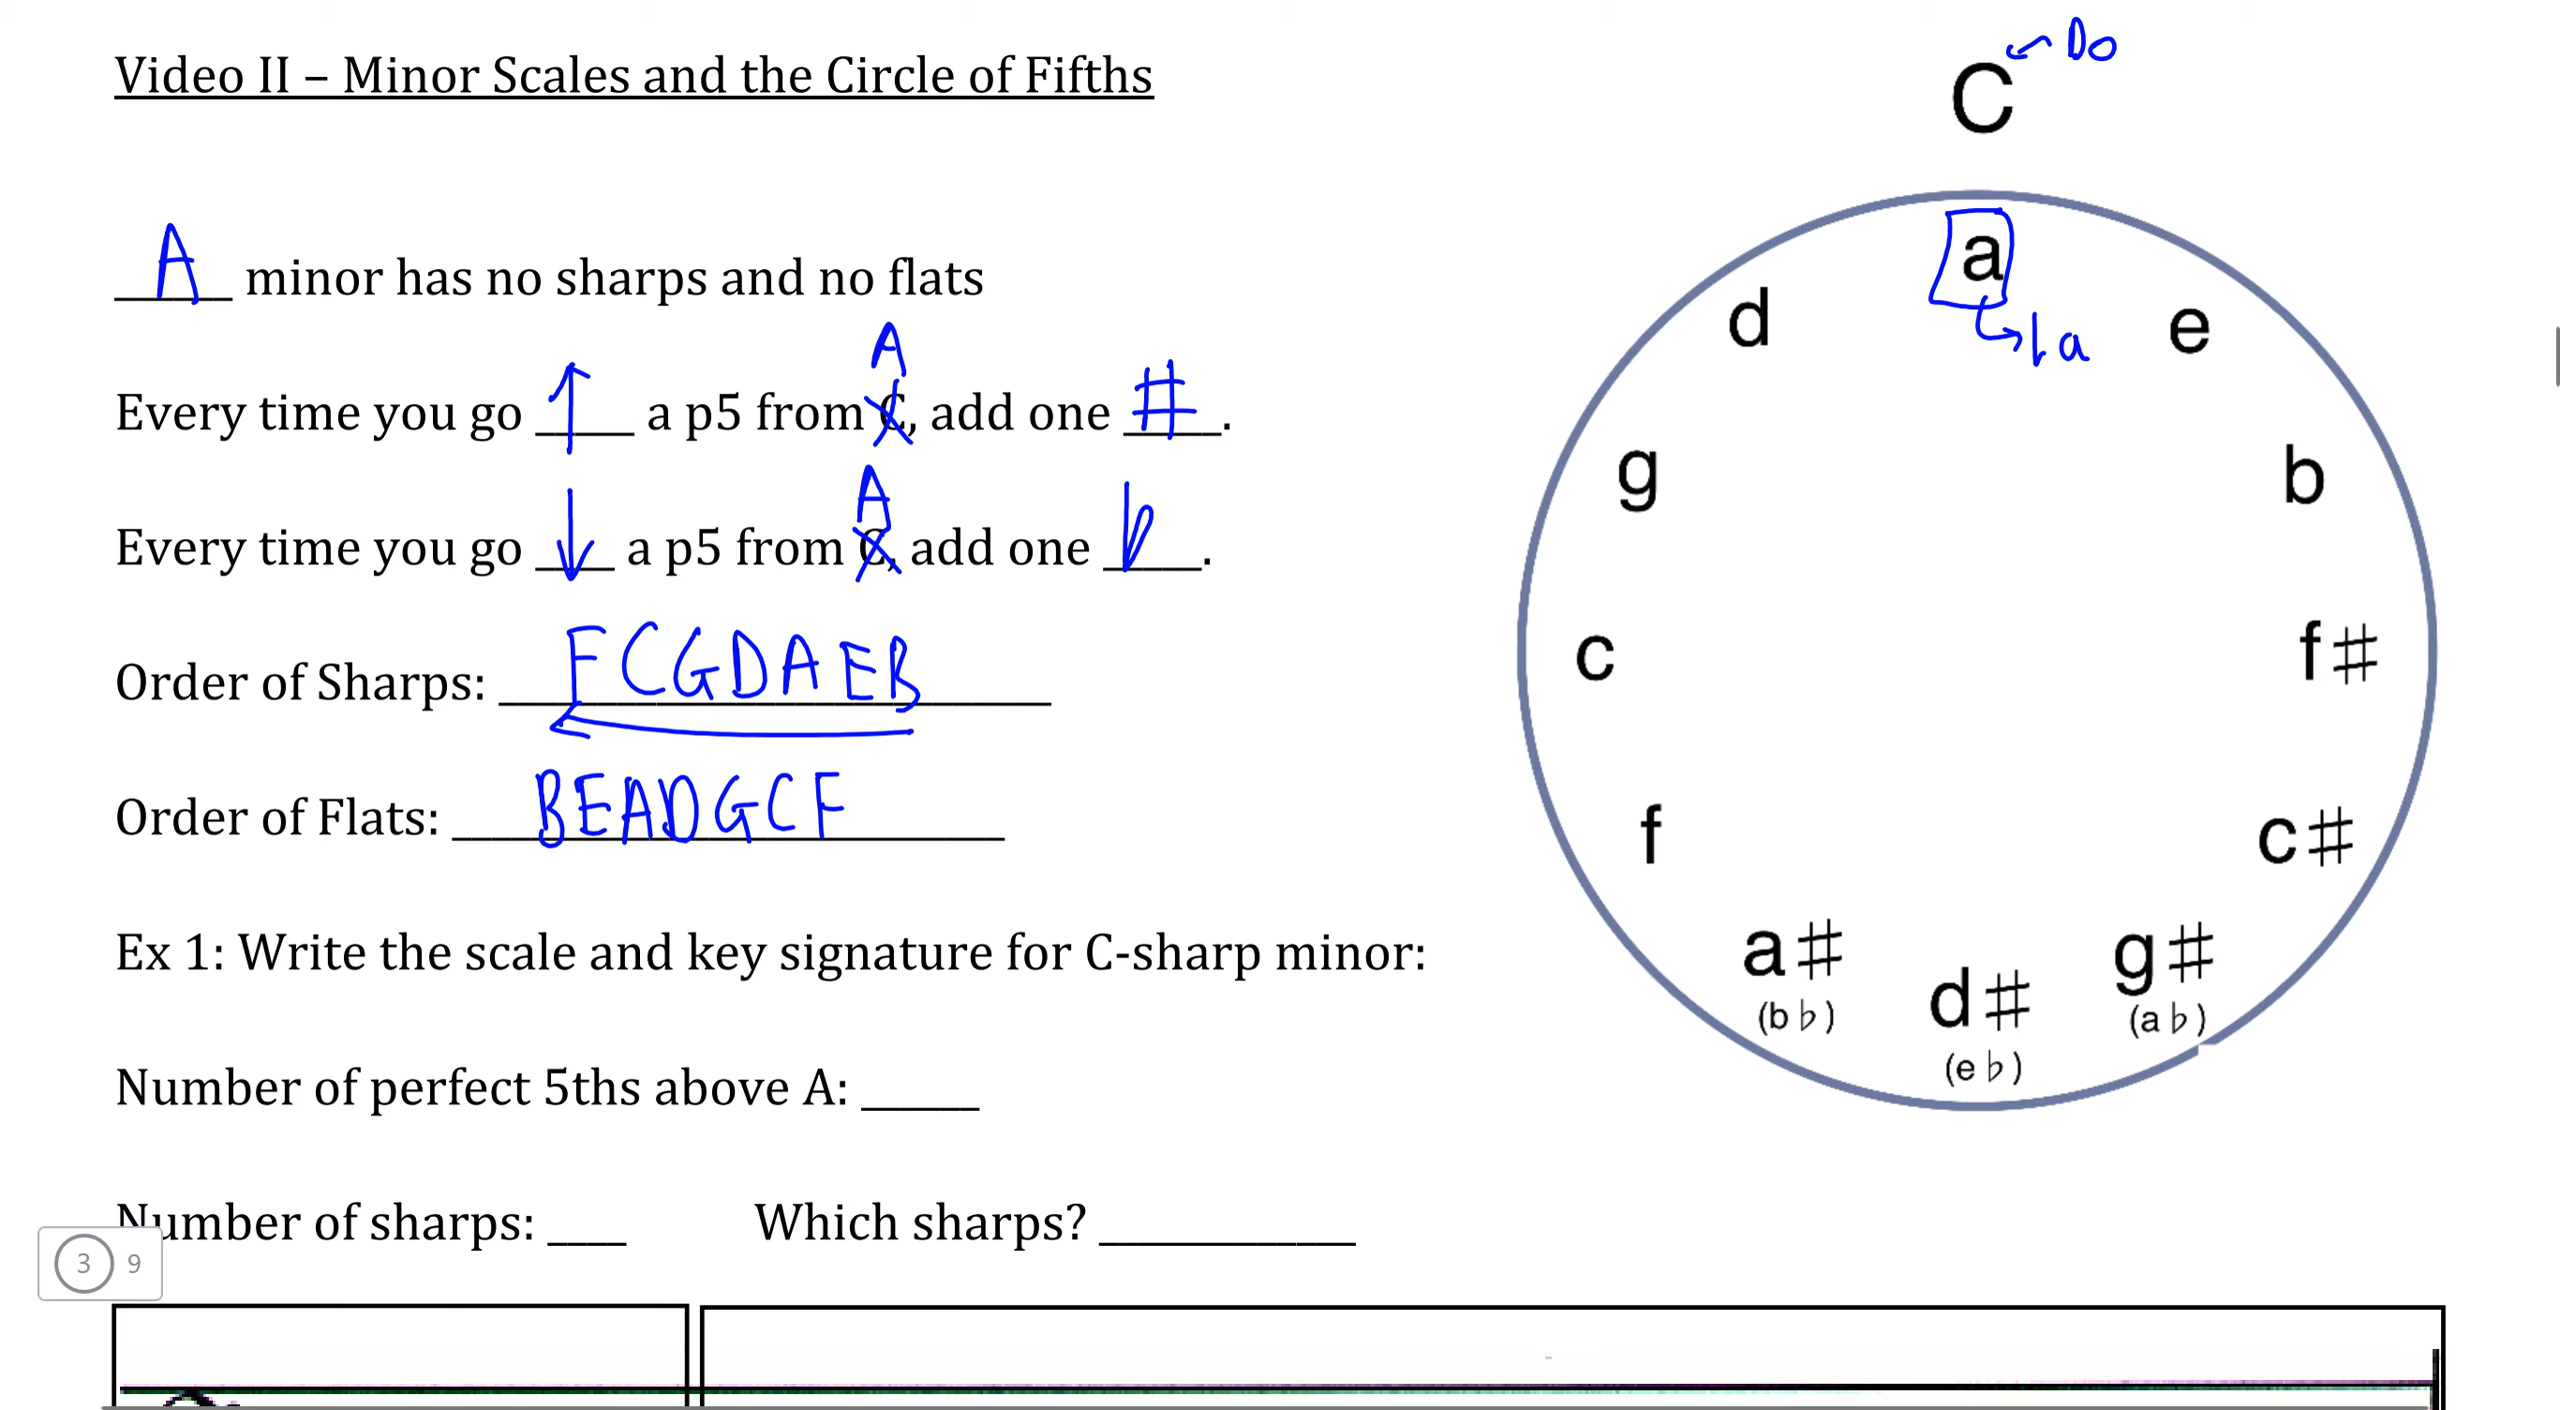 Video II – Minor Scales and the Circle of Fifths
A minor has no sharps and no flats
A
Every time you go ↑ a p5 from C, add one #.
A
Every time you go ↓ a p5 from C, add one b.
Order of Sharps: FCGDAEB
Order of Flats: BEADGCF
Ex 1: Write the scale and key signature for C-sharp minor:
Number of perfect 5ths above A: ______
Number of sharps: ____ Which sharps? _____________
3 9
Do
C
a
la
e
b
f♯
c♯
g♯
(a♭)
d♯
(e♭)
a♯
(b♭)
f
c
g
d